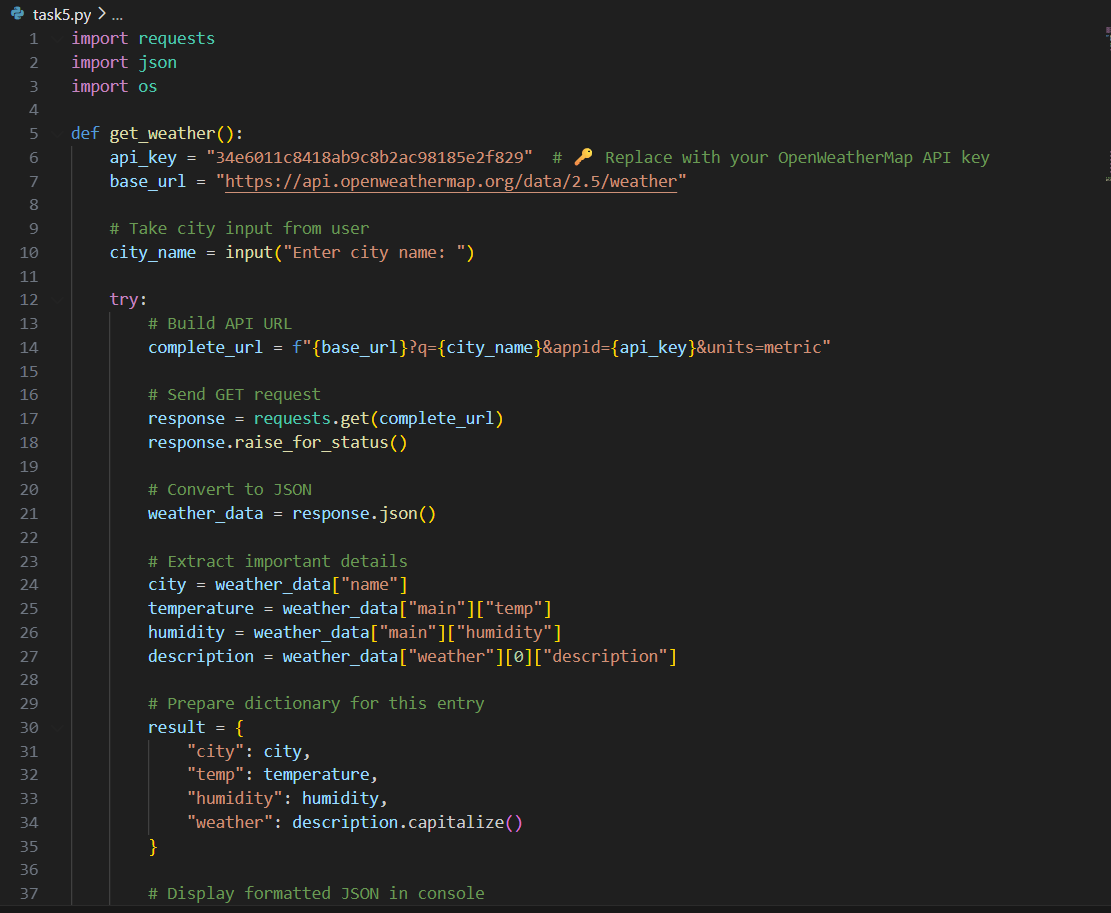 task5.py > ...
1 import requests
2 import json
3 import os
4
5 def get_weather():
6     api_key = "34e6011c8418ab9c8b2ac98185e2f829"  # 🔑 Replace with your OpenWeatherMap API key
7     base_url = "https://api.openweathermap.org/data/2.5/weather"
8
9     # Take city input from user
10     city_name = input("Enter city name: ")
11
12     try:
13         # Build API URL
14         complete_url = f"{base_url}?q={city_name}&appid={api_key}&units=metric"
15
16         # Send GET request
17         response = requests.get(complete_url)
18         response.raise_for_status()
19
20         # Convert to JSON
21         weather_data = response.json()
22
23         # Extract important details
24         city = weather_data["name"]
25         temperature = weather_data["main"]["temp"]
26         humidity = weather_data["main"]["humidity"]
27         description = weather_data["weather"][0]["description"]
28
29         # Prepare dictionary for this entry
30         result = {
31             "city": city,
32             "temp": temperature,
33             "humidity": humidity,
34             "weather": description.capitalize()
35         }
36
37         # Display formatted JSON in console